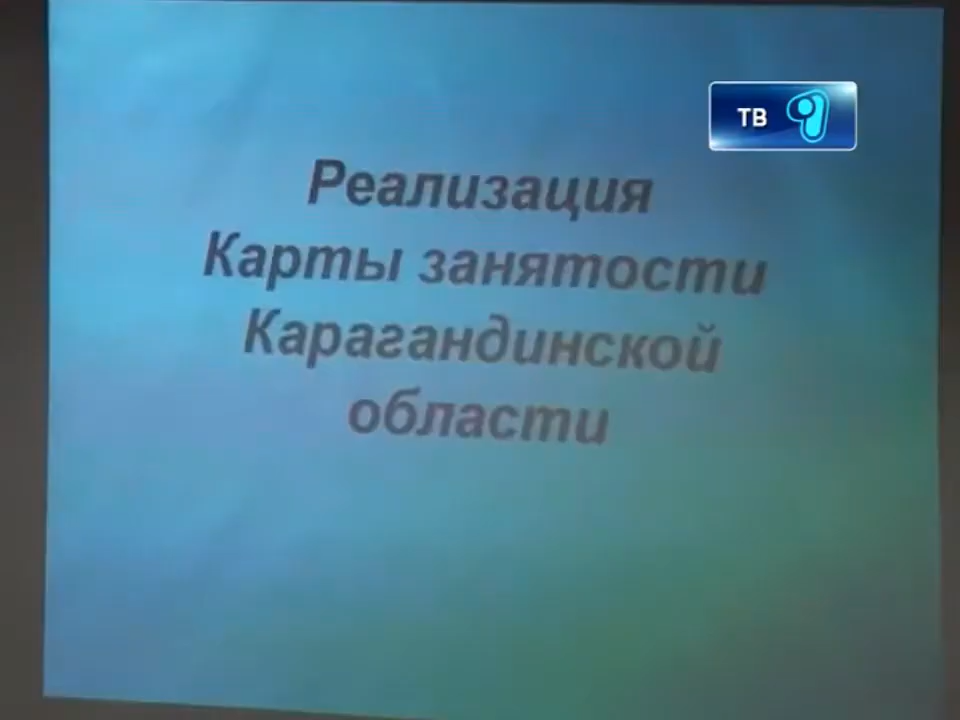 ТВ
Реализация
Карты занятости
Карагандинской
области